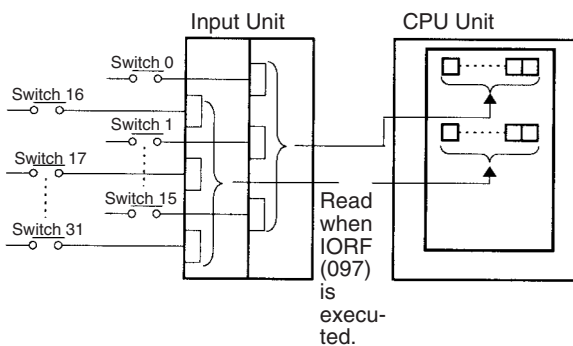 Input Unit
CPU Unit
Switch 0
Switch 16
Switch 1
Switch 17
Switch 15
Switch 31
Read
when
IORF
(097)
is
execu-
ted.